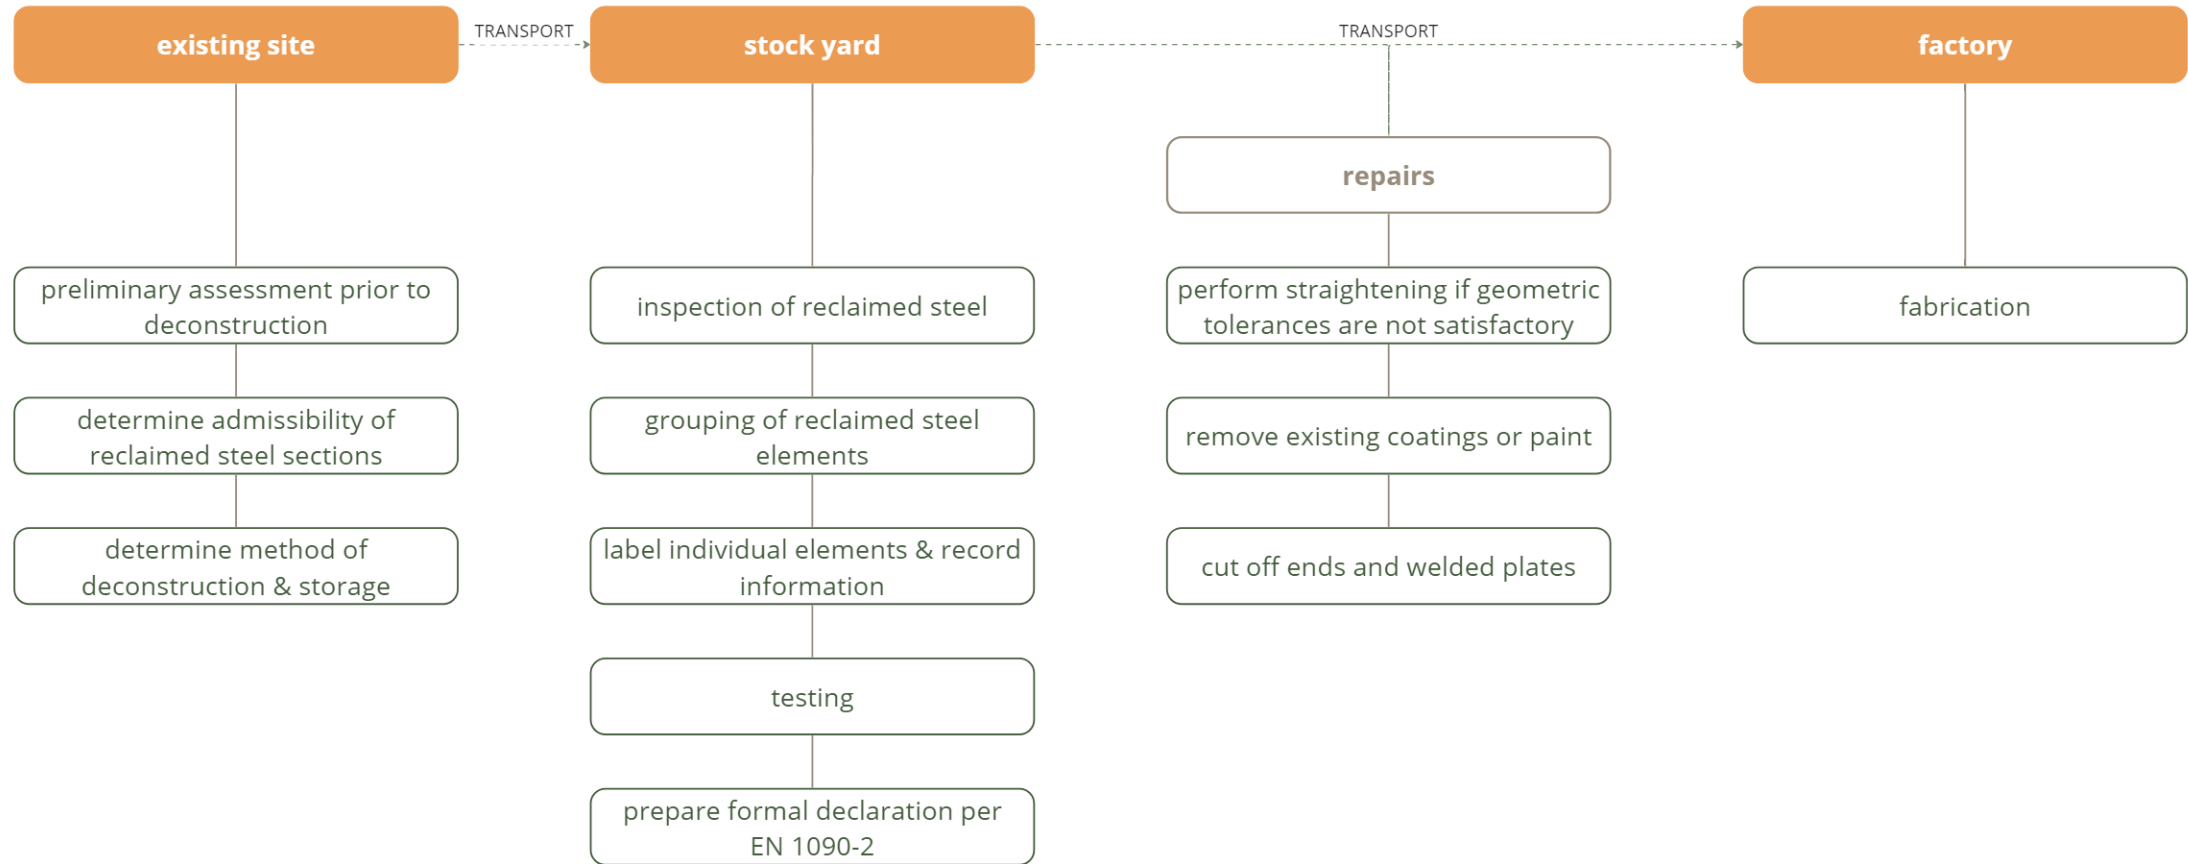 existing site
TRANSPORT
stock yard
TRANSPORT
factory
repairs
preliminary assessment prior to
deconstruction
determine admissibility of
reclaimed steel sections
determine method of
deconstruction & storage
inspection of reclaimed steel
grouping of reclaimed steel
elements
label individual elements & record
information
testing
prepare formal declaration per
EN 1090-2
perform straightening if geometric
tolerances are not satisfactory
remove existing coatings or paint
cut off ends and welded plates
fabrication